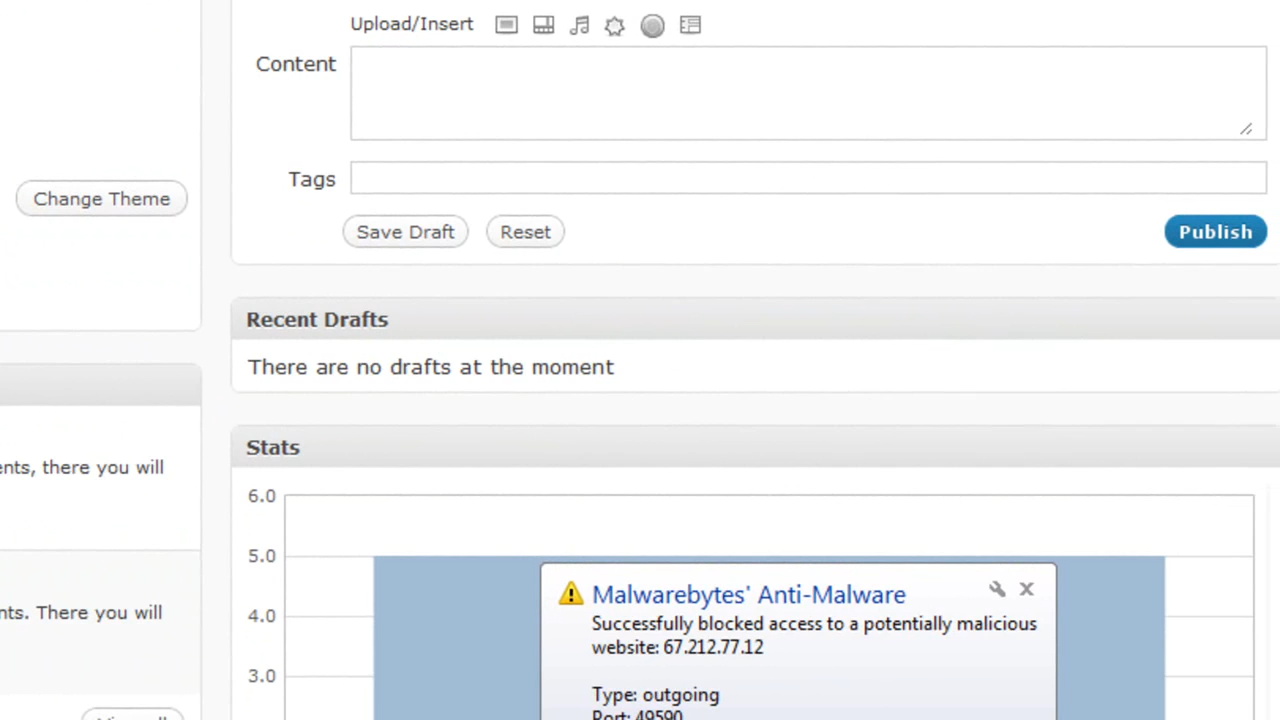 Upload/Insert
Content
Tags
Change Theme
Save Draft
Reset
Publish
Recent Drafts
There are no drafts at the moment
Stats
ents, there you will
nts. There you will
6.0
5.0
4.0
3.0
Malwarebytes' Anti-Malware
Successfully blocked access to a potentially malicious
website: 67.212.77.12
Type: outgoing
Port: 49590